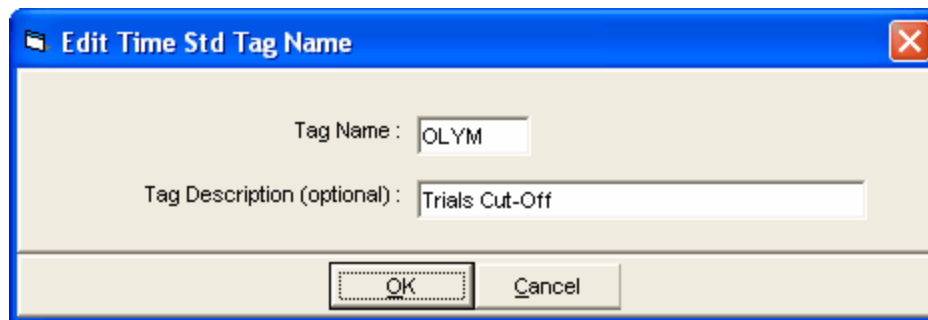 Edit Time Std Tag Name
Tag Name : OLYM
Tag Description (optional) : Trials Cut-Off
OK Cancel